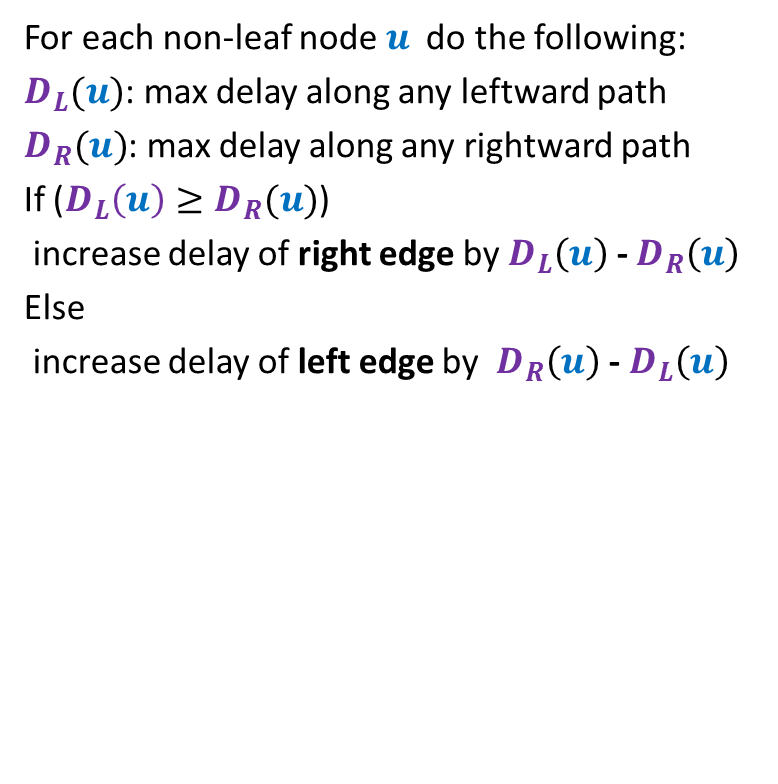 For each non-leaf node u do the following:
D_L(u): max delay along any leftward path
D_R(u): max delay along any rightward path
If (D_L(u) ≥ D_R(u))
increase delay of right edge by D_L(u) - D_R(u)
Else
increase delay of left edge by D_R(u) - D_L(u)